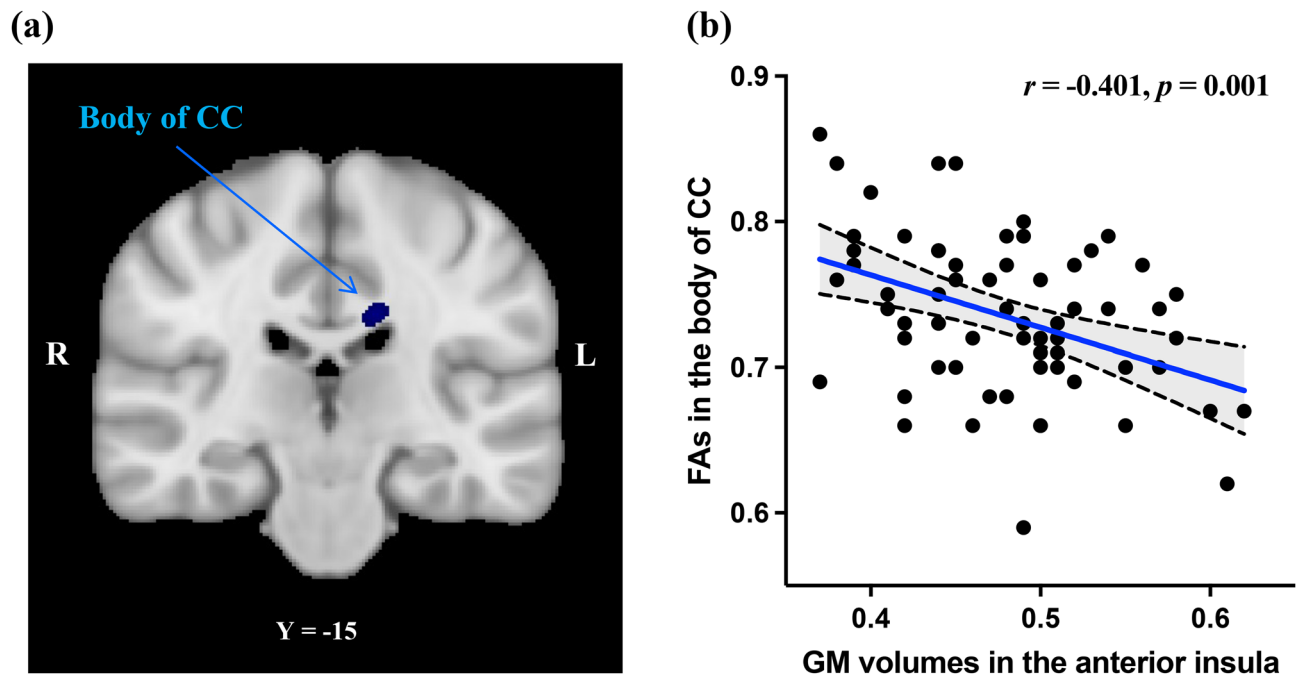 (a)
Body of CC
R
L
Y = -15
(b)
r = -0.401, p = 0.001
FAs in the body of CC
0.9
0.8
0.7
0.6
0.4 0.5 0.6
GM volumes in the anterior insula